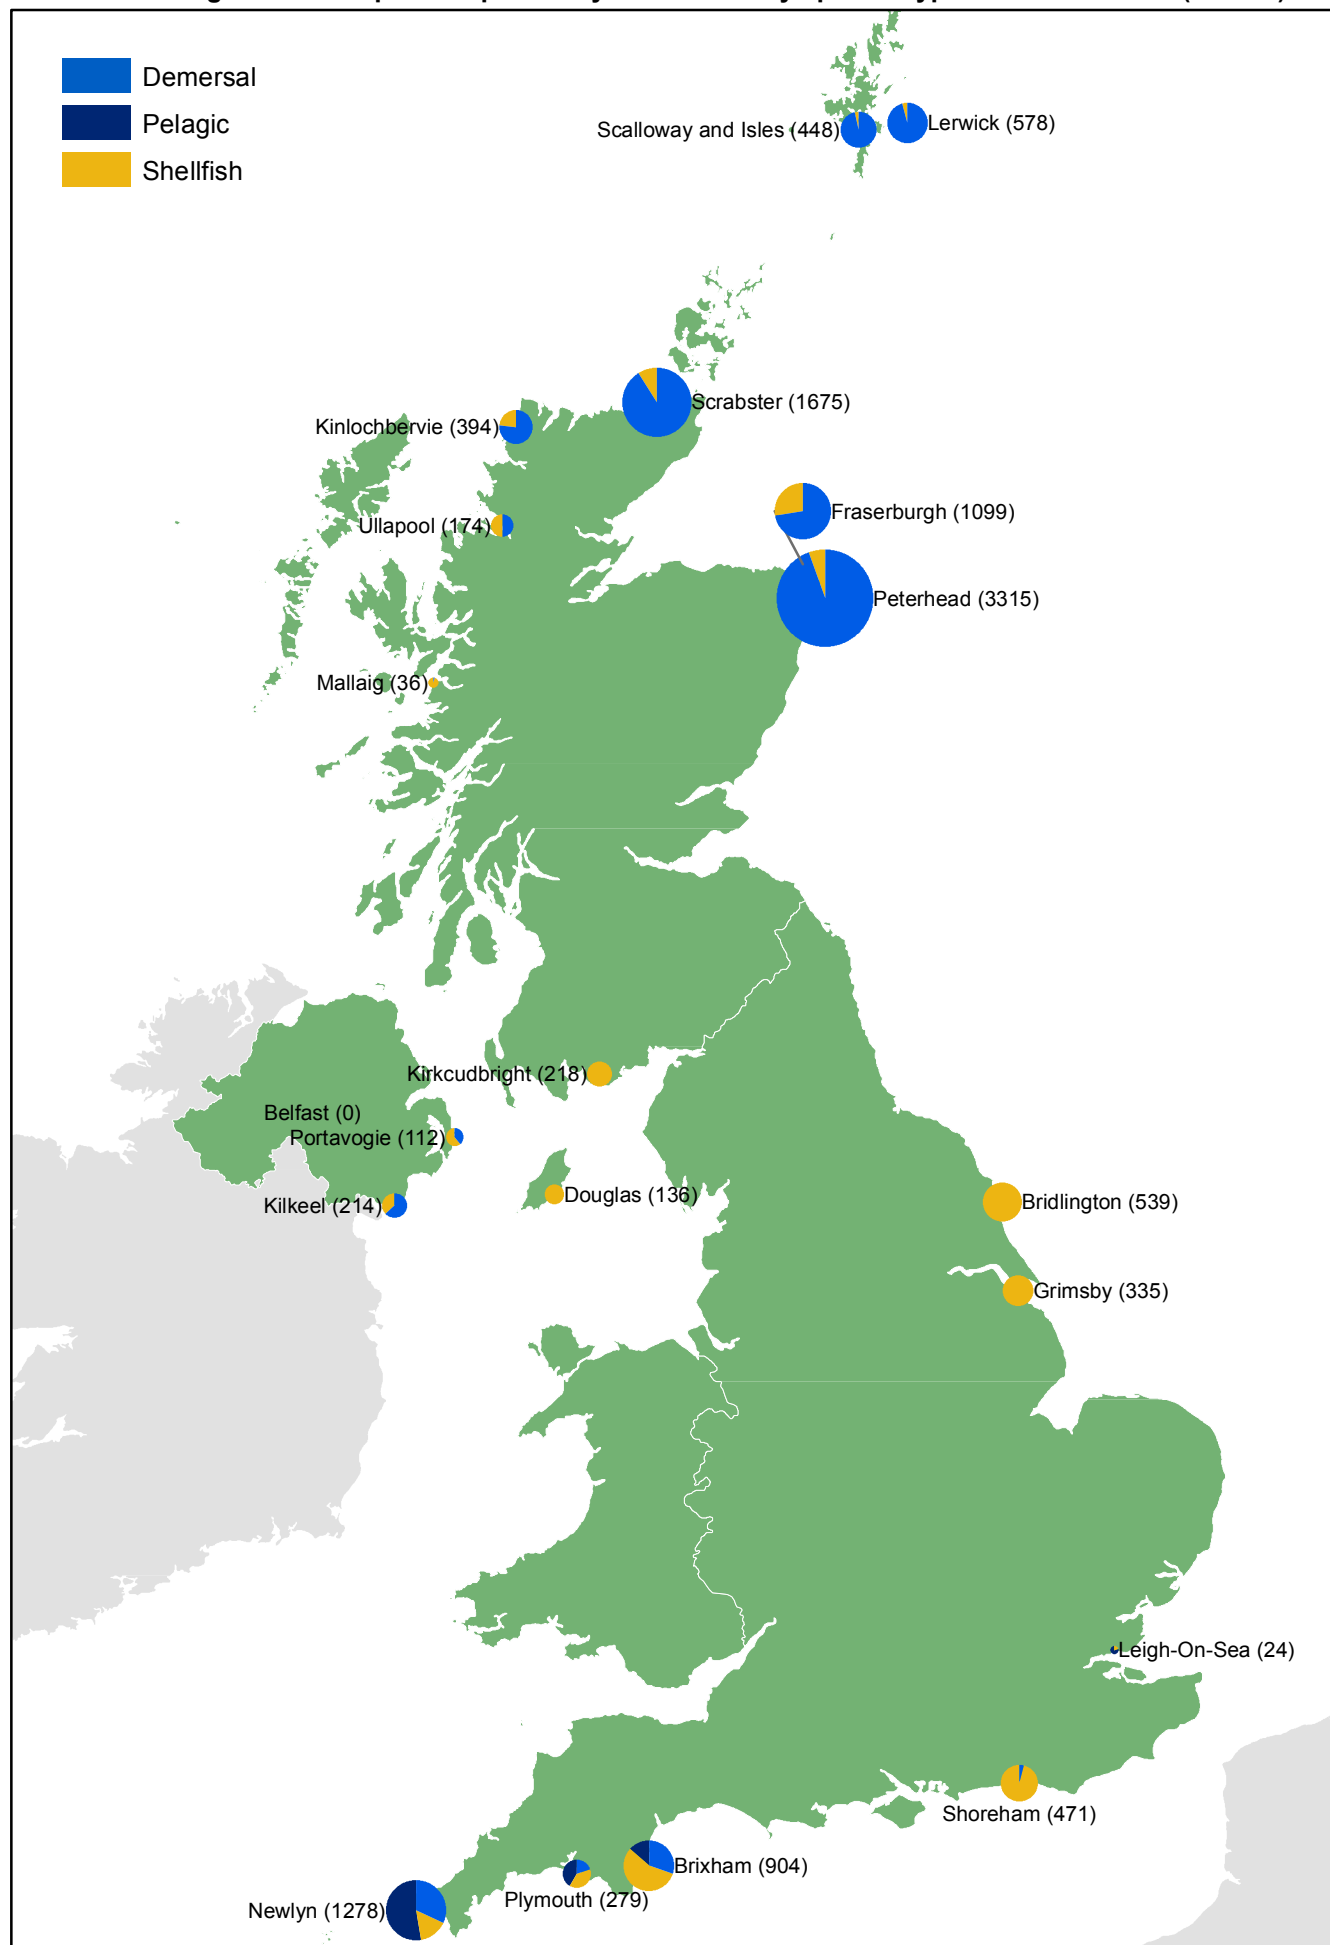 Demersal
Pelagic
Shellfish
Scalloway and Isles (448)
Lerwick (578)
Scrabster (1675)
Kinlochbervie (394)
Fraserburgh (1099)
Ullapool (174)
Peterhead (3315)
Mallaig (36)
Kirkcudbright (218)
Belfast (0)
Portavogie (112)
Douglas (136)
Kilkeel (214)
Bridlington (539)
Grimsby (335)
Leigh-On-Sea (24)
Shoreham (471)
Brixham (904)
Plymouth (279)
Newlyn (1278)